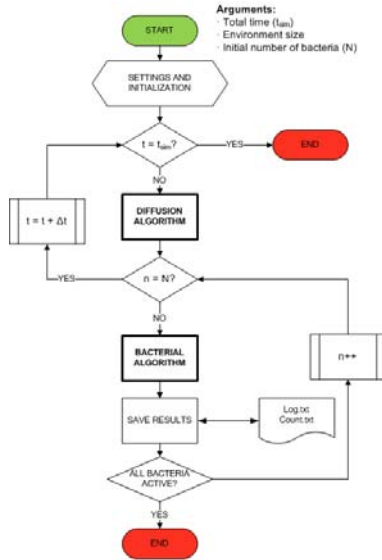 Arguments:
· Total time (tsim)
· Environment size
· Initial number of bacteria (N)
START
SETTINGS AND
INITIALIZATION
t = tsim?
YES
END
NO
DIFFUSION
ALGORITHM
t = t + Δt
n = N?
YES
NO
BACTERIAL
ALGORITHM
n++
SAVE RESULTS
Log.txt
Count.txt
ALL BACTERIA
ACTIVE?
YES
END